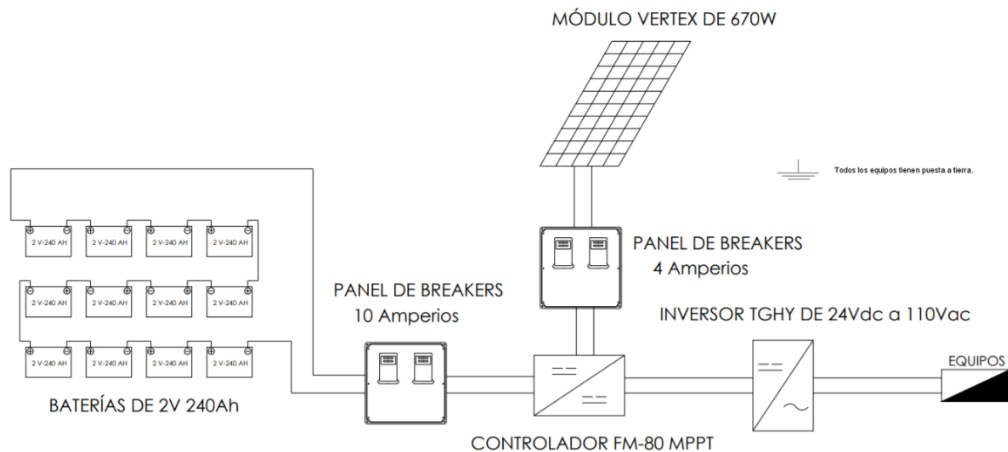 MÓDULO VERTEX DE 670W
Todos los equipos tienen puesta a tierra.
2 V-240 AH 2 V-240 AH 2 V-240 AH 2 V-240 AH
PANEL DE BREAKERS
4 Amperios
PANEL DE BREAKERS
10 Amperios
2 V-240 AH 2 V-240 AH 2 V-240 AH 2 V-240 AH
INVERSOR TGHY DE 24Vdc a 110Vac
2 V-240 AH 2 V-240 AH 2 V-240 AH 2 V-240 AH
EQUIPOS
BATERÍAS DE 2V 240Ah
CONTROLADOR FM-80 MPPT